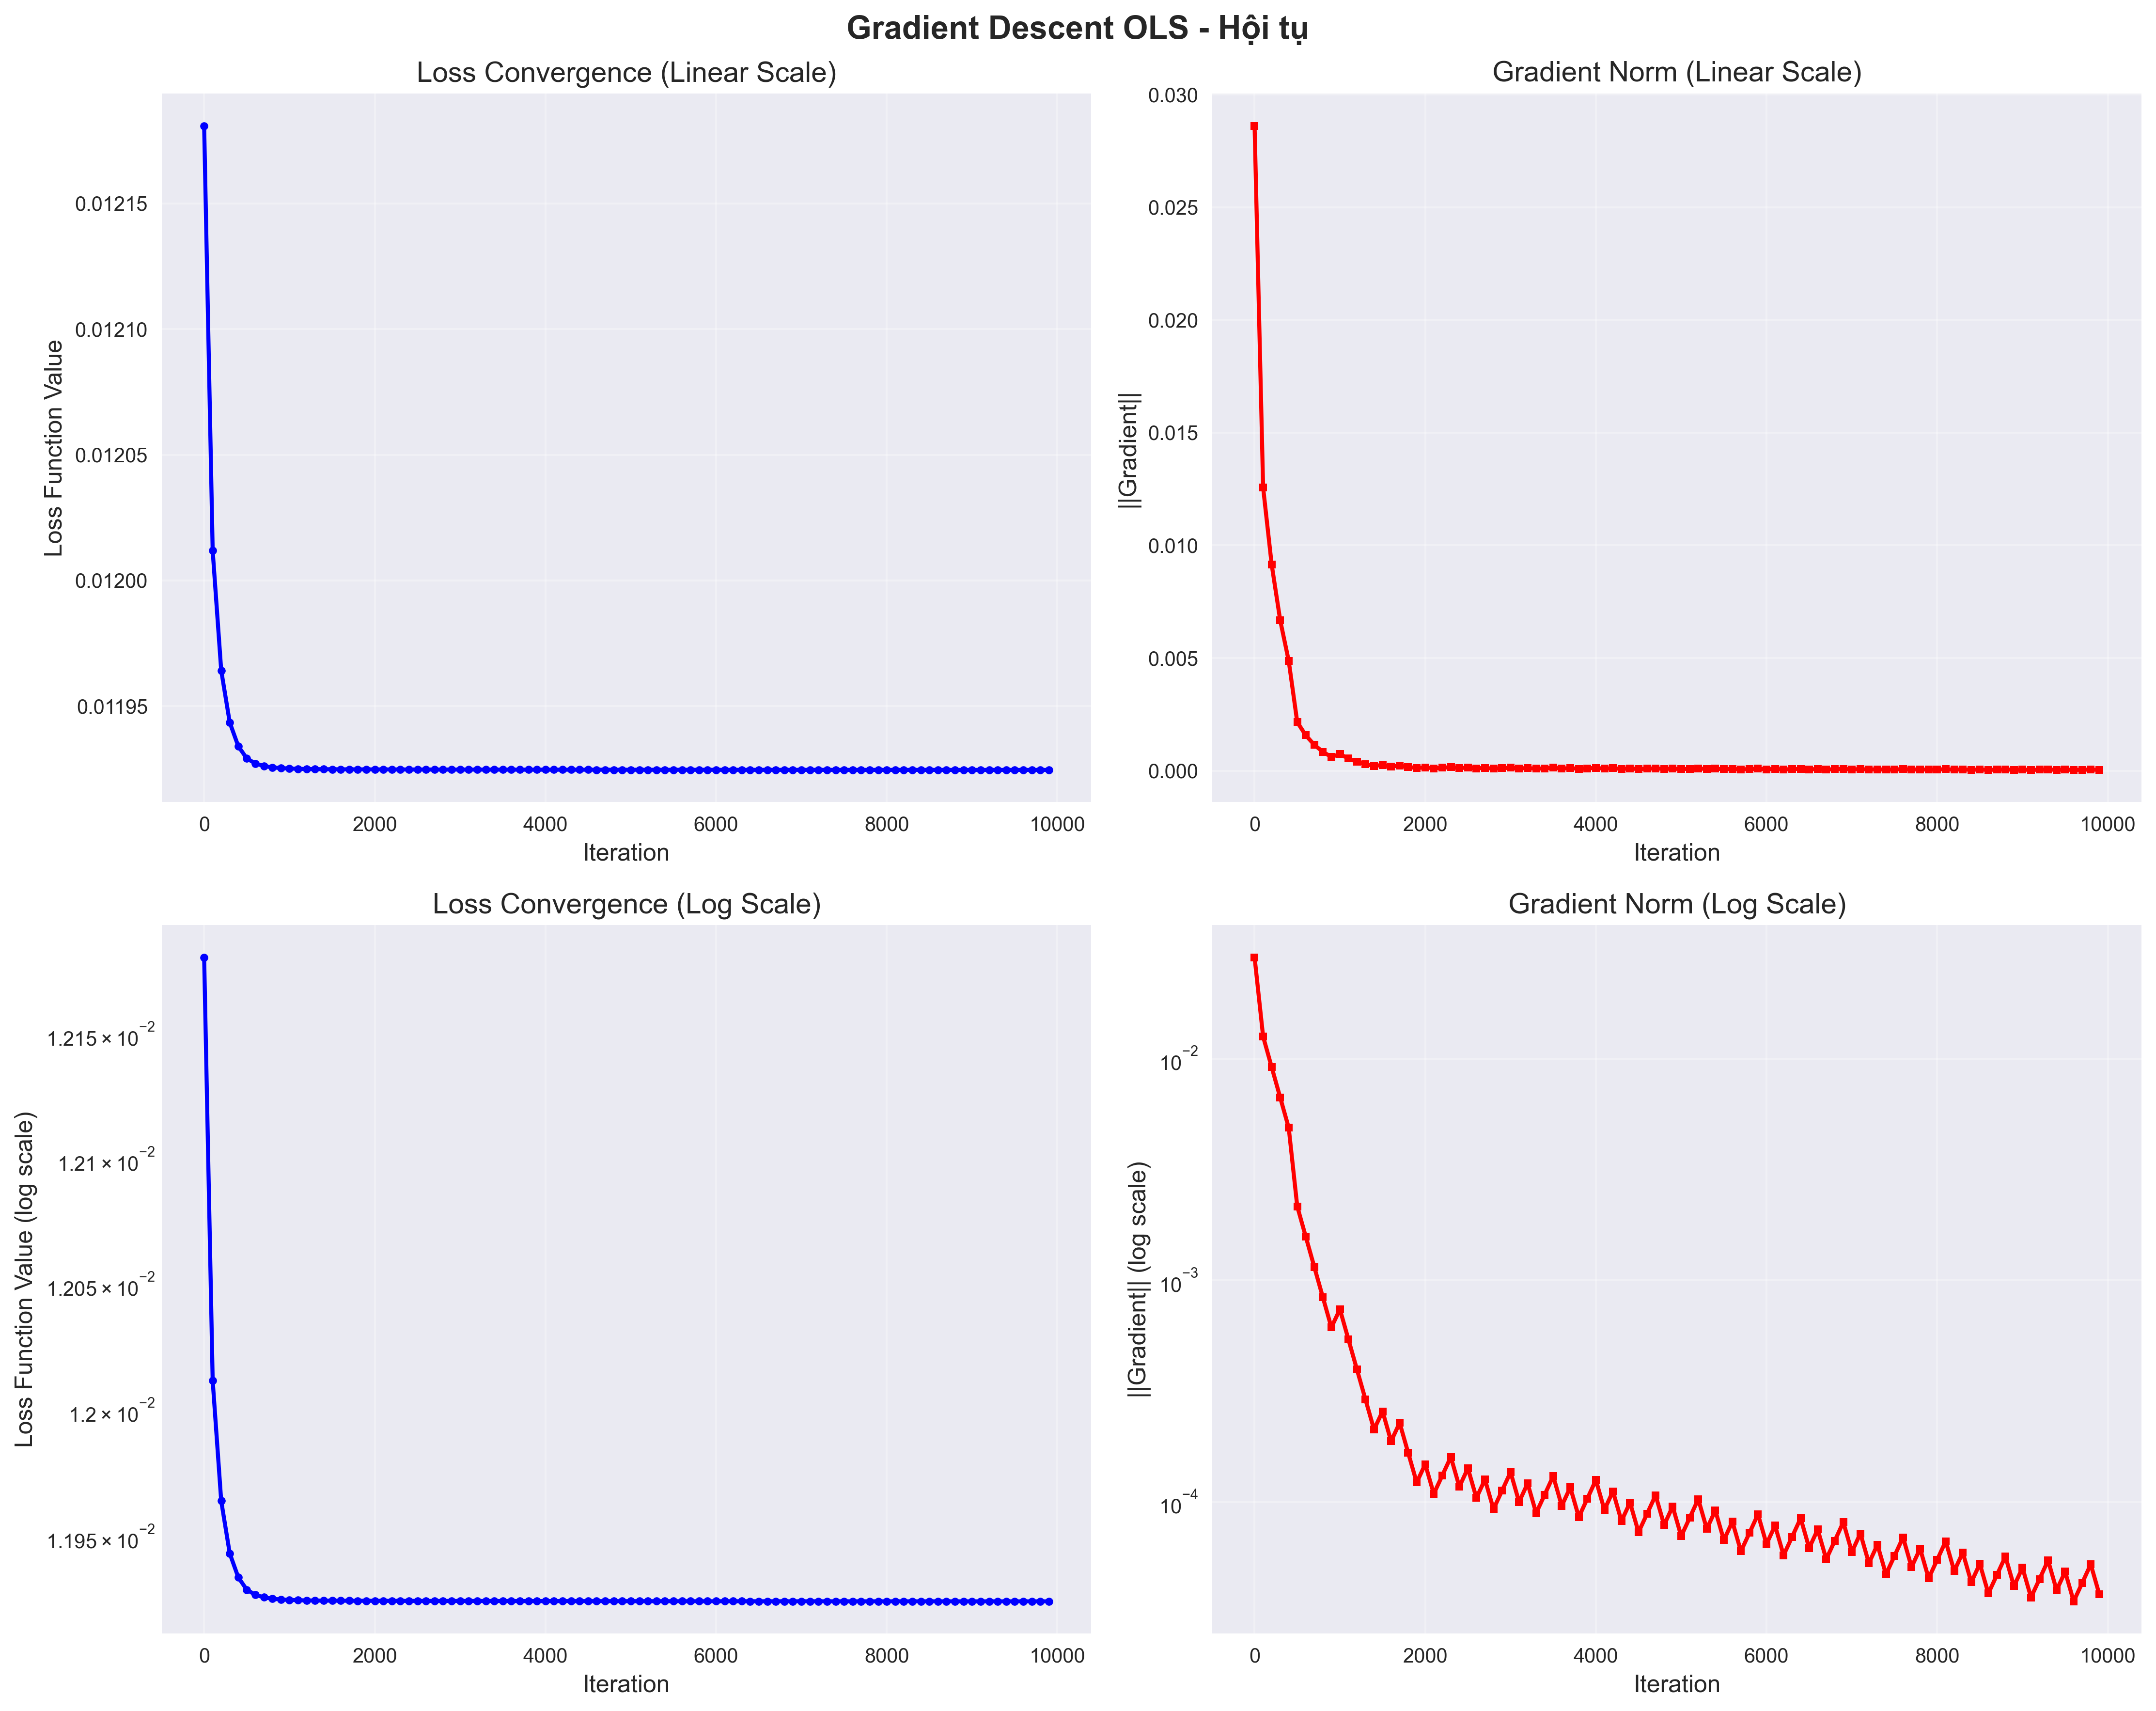 Gradient Descent OLS - Hội tụ
Loss Convergence (Linear Scale)
Loss Function Value
0.01215
0.01210
0.01205
0.01200
0.01195
0 2000 4000 6000 8000 10000
Iteration
Gradient Norm (Linear Scale)
||Gradient||
0.030
0.025
0.020
0.015
0.010
0.005
0.000
0 2000 4000 6000 8000 10000
Iteration
Loss Convergence (Log Scale)
Loss Function Value (log scale)
1.215 × 10⁻²
1.21 × 10⁻²
1.205 × 10⁻²
1.2 × 10⁻²
1.195 × 10⁻²
0 2000 4000 6000 8000 10000
Iteration
Gradient Norm (Log Scale)
||Gradient|| (log scale)
10⁻²
10⁻³
10⁻⁴
0 2000 4000 6000 8000 10000
Iteration